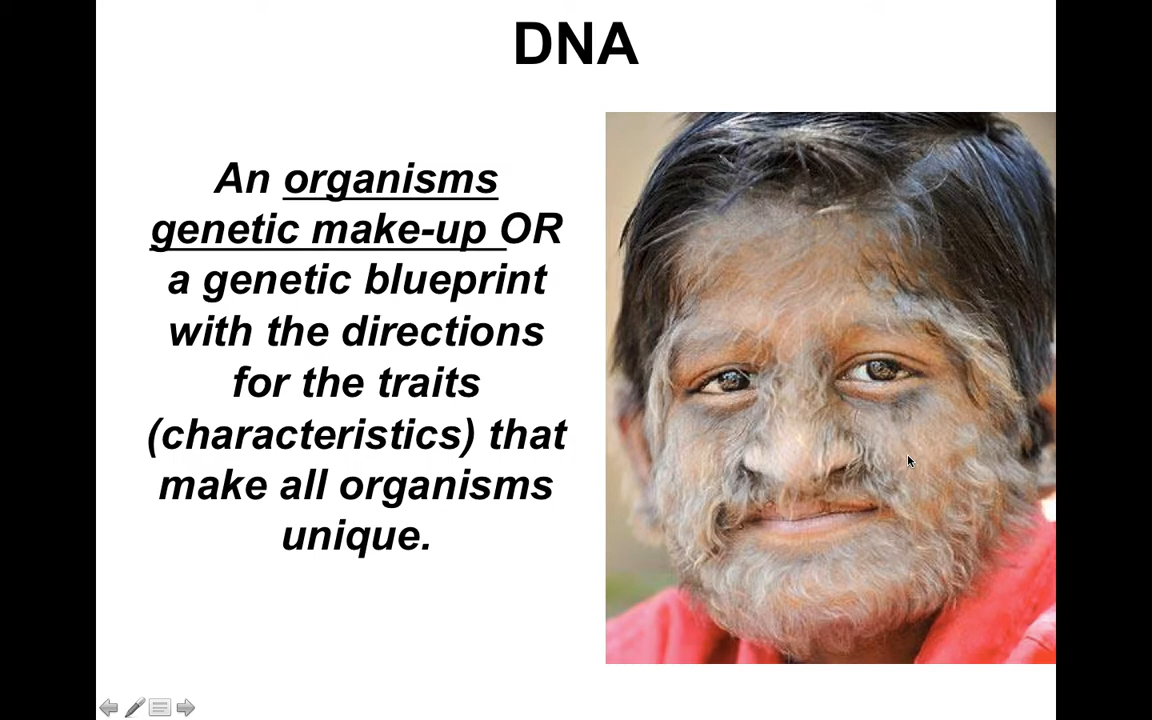 DNA
An organisms
genetic make-up OR
a genetic blueprint
with the directions
for the traits
(characteristics) that
make all organisms
unique.